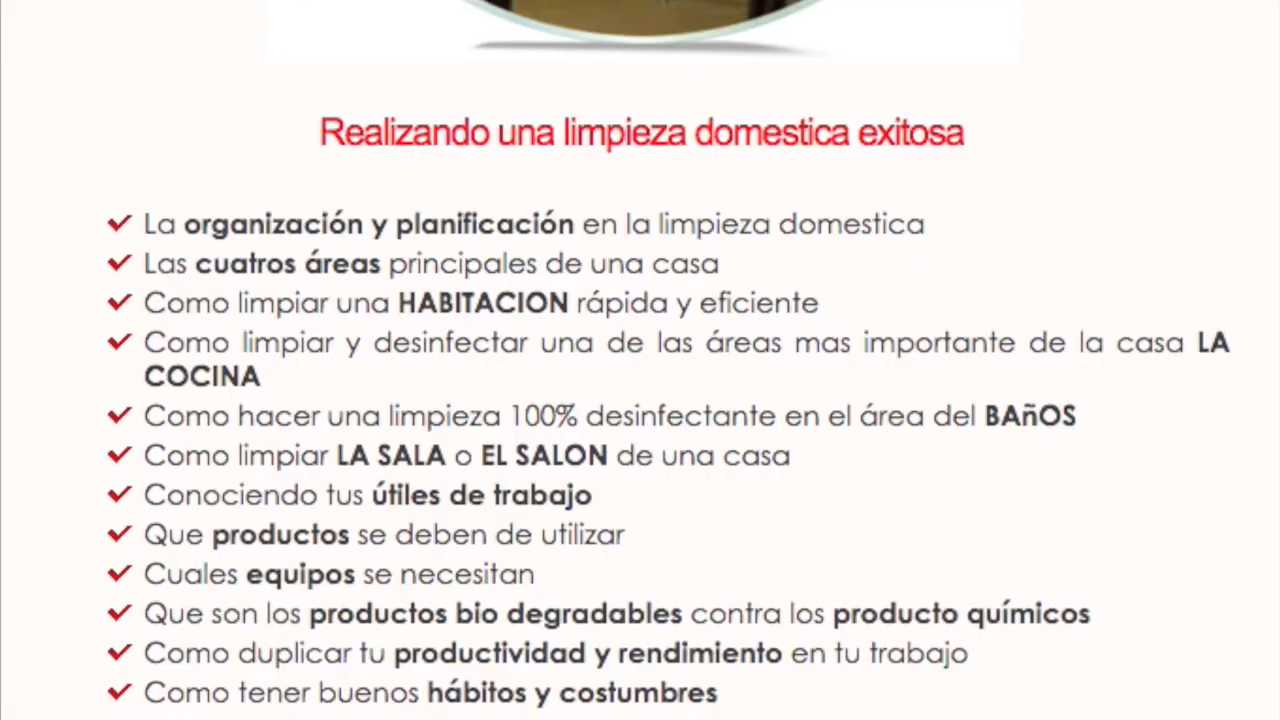 Realizando una limpieza domestica exitosa
La organización y planificación en la limpieza domestica
Las cuatros áreas principales de una casa
Como limpiar una HABITACION rápida y eficiente
Como limpiar y desinfectar una de las áreas mas importante de la casa LA
COCINA
Como hacer una limpieza 100% desinfectante en el área del BAñOS
Como limpiar LA SALA o EL SALON de una casa
Conociendo tus útiles de trabajo
Que productos se deben de utilizar
Cuales equipos se necesitan
Que son los productos bio degradables contra los producto químicos
Como duplicar tu productividad y rendimiento en tu trabajo
Como tener buenos hábitos y costumbres